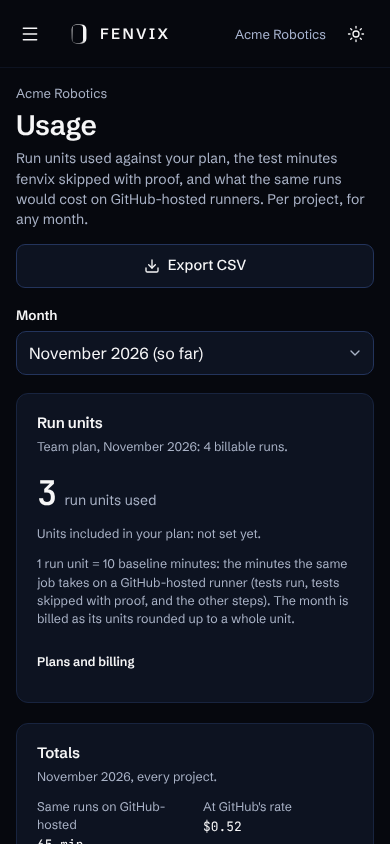 FENVIX
Acme Robotics
Acme Robotics
Usage
Run units used against your plan, the test minutes
fenvix skipped with proof, and what the same runs
would cost on GitHub-hosted runners. Per project, for
any month.
Export CSV
Month
November 2026 (so far)
Run units
Team plan, November 2026: 4 billable runs.
3 run units used
Units included in your plan: not set yet.
1 run unit = 10 baseline minutes: the minutes the same
job takes on a GitHub-hosted runner (tests run, tests
skipped with proof, and the other steps). The month is
billed as its units rounded up to a whole unit.
Plans and billing
Totals
November 2026, every project.
Same runs on GitHub-
hosted
At GitHub's rate
$0.52